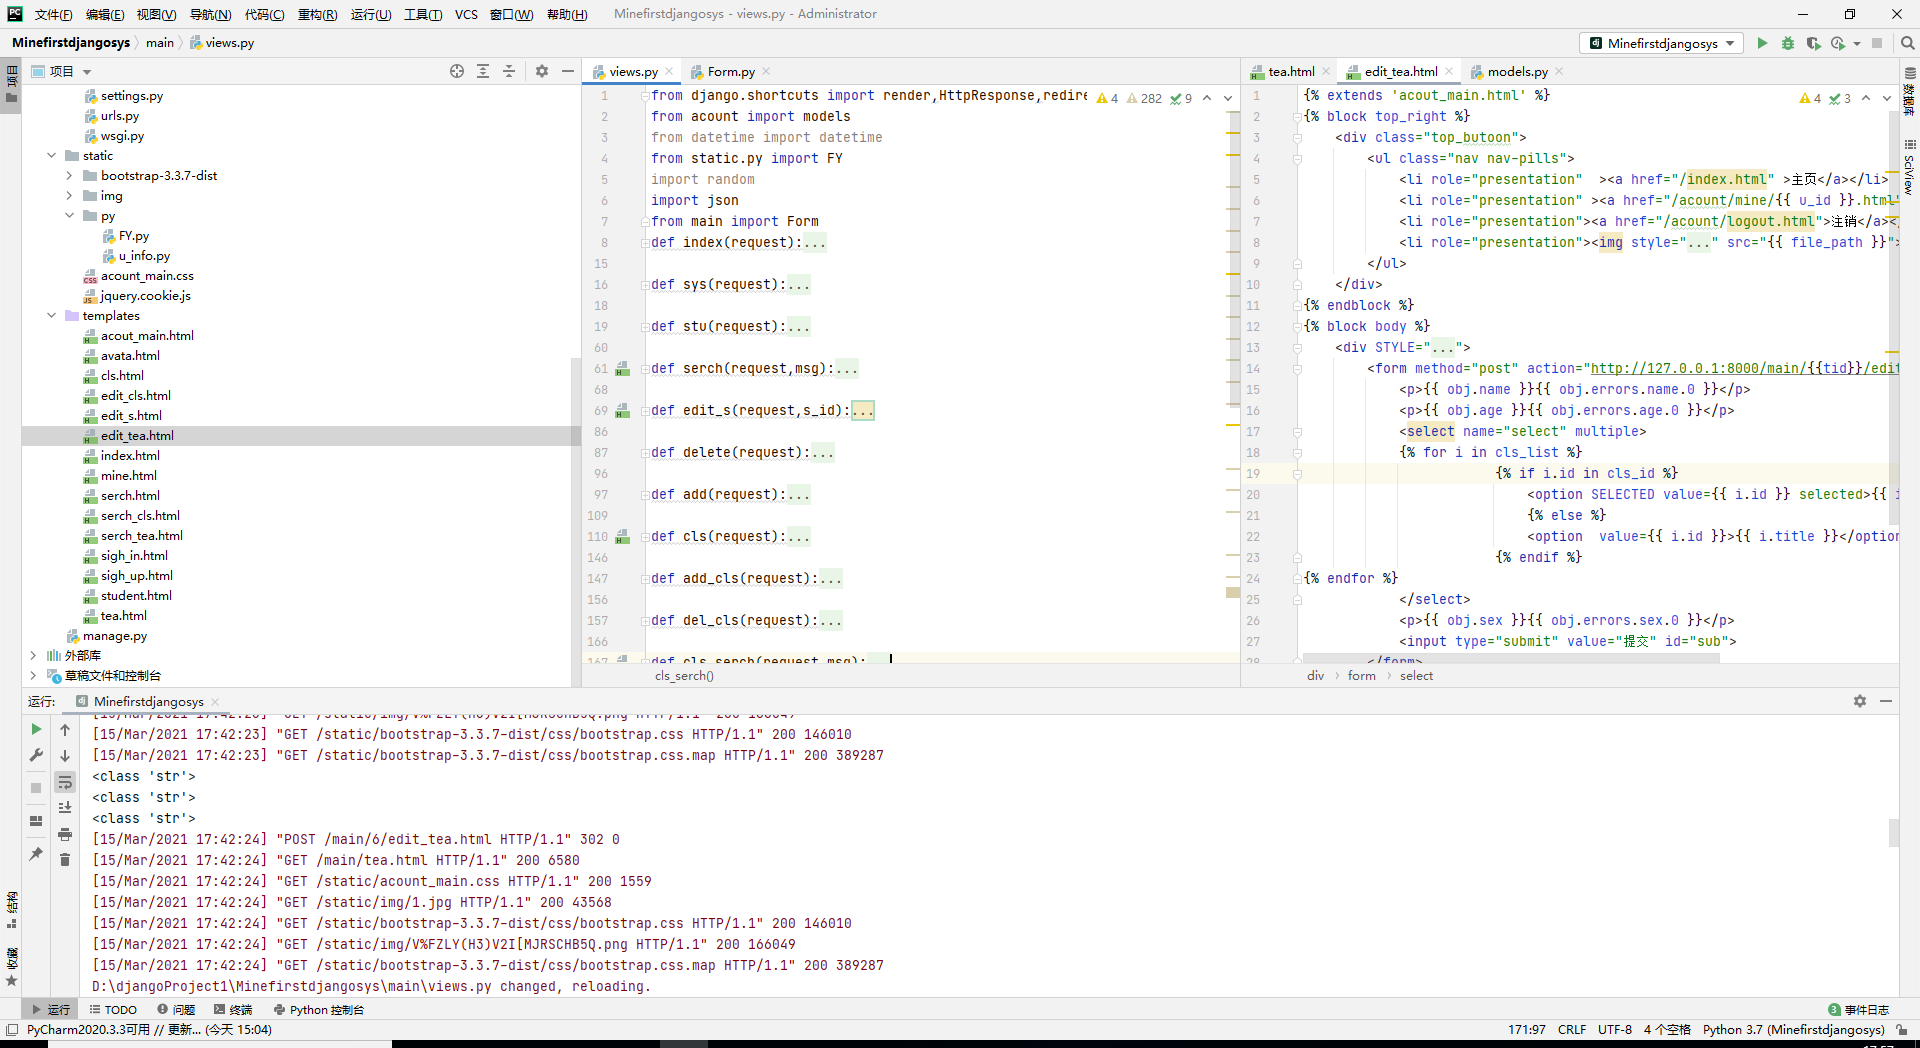 文件(F) 编辑(E) 视图(V) 导航(N) 代码(C) 重构(R) 运行(U) 工具(T) VCS 窗口(W) 帮助(H) Minefirstdjangosys - views.py - Administrator
Minefirstdjangosys main views.py
Minefirstdjangosys
项目
项目
settings.py
urls.py
wsgi.py
static
bootstrap-3.3.7-dist
img
py
FY.py
u_info.py
acount_main.css
jquery.cookie.js
templates
acout_main.html
avata.html
cls.html
edit_cls.html
edit_s.html
edit_tea.html
index.html
mine.html
serch.html
serch_cls.html
serch_tea.html
sigh_in.html
sigh_up.html
student.html
tea.html
manage.py
外部库
草稿文件和控制台
views.py Form.py
4 282 9
1 from django.shortcuts import render,HttpResponse,redire
2 from acount import models
3 from datetime import datetime
4 from static.py import FY
5 import random
6 import json
7 from main import Form
8 def index(request):...
15
16 def sys(request):...
18
19 def stu(request):...
60
61 def serch(request,msg):...
68
69 def edit_s(request,s_id):...
86
87 def delete(request):...
96
97 def add(request):...
109
110 def cls(request):...
146
147 def add_cls(request):...
156
157 def del_cls(request):...
166
167 def cls_serch(request,msg):...
cls_serch()
tea.html edit_tea.html models.py
4 3
1 {% extends 'acout_main.html' %}
2 {% block top_right %}
3 <div class="top_butoon">
4 <ul class="nav nav-pills">
5 <li role="presentation"  ><a href="/index.html" >主页</a></li>
6 <li role="presentation" ><a href="/acount/mine/{{ u_id }}.html"
7 <li role="presentation"><a href="/acount/logout.html">注销</a></
8 <li role="presentation"><img style="..." src="{{ file_path }}">
9 </ul>
10 </div>
11 {% endblock %}
12 {% block body %}
13 <div STYLE="...">
14 <form method="post" action="http://127.0.0.1:8000/main/{{tid}}/edit
15 <p>{{ obj.name }}{{ obj.errors.name.0 }}</p>
16 <p>{{ obj.age }}{{ obj.errors.age.0 }}</p>
17 <select name="select" multiple>
18 {% for i in cls_list %}
19 {% if i.id in cls_id %}
20 <option SELECTED value={{ i.id }} selected>{{ i
21 {% else %}
22 <option  value={{ i.id }}>{{ i.title }}</option
23 {% endif %}
24 {% endfor %}
25 </select>
26 <p>{{ obj.sex }}{{ obj.errors.sex.0 }}</p>
27 <input type="submit" value="提交" id="sub">
28 </form>
div form select
数据库
SciView
运行: Minefirstdjangosys
[15/Mar/2021 17:42:23] "GET /static/bootstrap-3.3.7-dist/css/bootstrap.css HTTP/1.1" 200 146010
[15/Mar/2021 17:42:23] "GET /static/bootstrap-3.3.7-dist/css/bootstrap.css.map HTTP/1.1" 200 389287
<class 'str'>
<class 'str'>
<class 'str'>
[15/Mar/2021 17:42:24] "POST /main/6/edit_tea.html HTTP/1.1" 302 0
[15/Mar/2021 17:42:24] "GET /main/tea.html HTTP/1.1" 200 6580
[15/Mar/2021 17:42:24] "GET /static/acount_main.css HTTP/1.1" 200 1559
[15/Mar/2021 17:42:24] "GET /static/img/1.jpg HTTP/1.1" 200 43568
[15/Mar/2021 17:42:24] "GET /static/bootstrap-3.3.7-dist/css/bootstrap.css HTTP/1.1" 200 146010
[15/Mar/2021 17:42:24] "GET /static/img/V%FZLY(H3)V2I[MJRSCHB5Q.png HTTP/1.1" 200 166049
[15/Mar/2021 17:42:24] "GET /static/bootstrap-3.3.7-dist/css/bootstrap.css.map HTTP/1.1" 200 389287
D:\djangoProject1\Minefirstdjangosys\main\views.py changed, reloading.
结构
收藏
运行 TODO 问题 终端 Python 控制台 3 事件日志
PyCharm2020.3.3可用 // 更新... (今天 15:04) 171:97 CRLF UTF-8 4 个空格 Python 3.7 (Minefirstdjangosys)